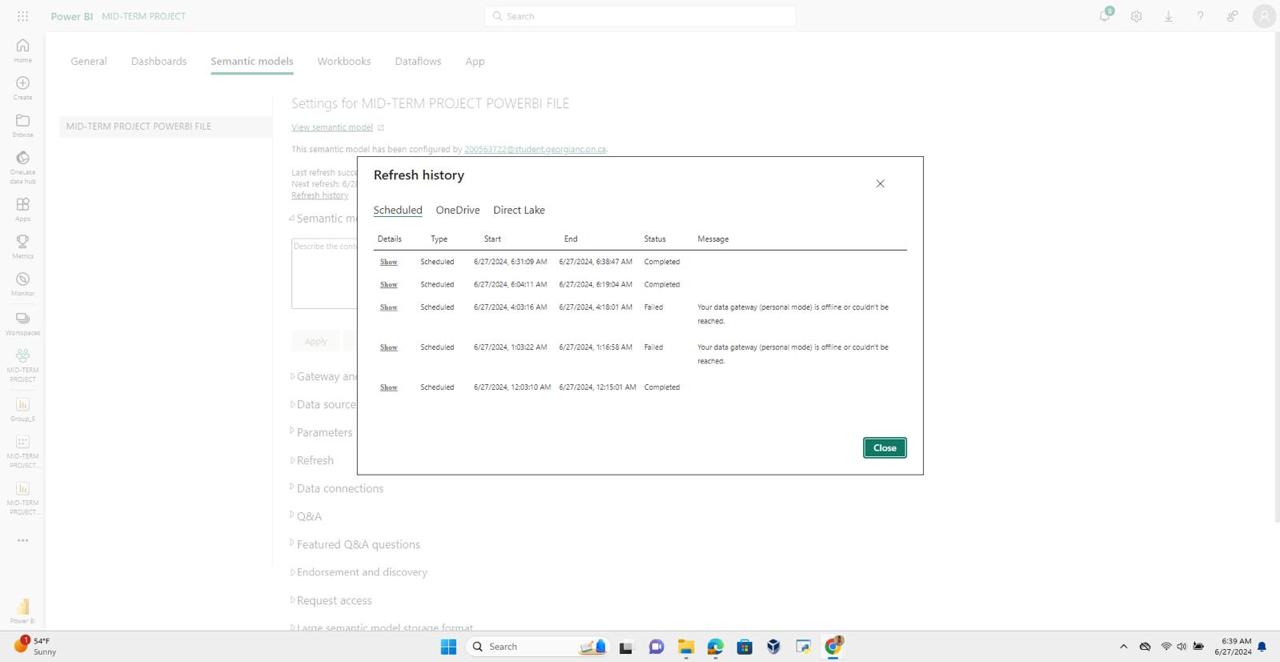 Power BI MID-TERM PROJECT
Search
8
Home
Create
Browse
OneLake
data hub
Apps
Metrics
Monitor
Workspaces
MID-TERM
PROJECT
Group_5
MID-TERM
PROJECT...
MID-TERM
PROJECT...
Power BI
General Dashboards Semantic models Workbooks Dataflows App
MID-TERM PROJECT POWERBI FILE
Settings for MID-TERM PROJECT POWERBI FILE
View semantic model
This semantic model has been configured by 200563722@student.georgianc.on.ca.
Last refresh succe
Next refresh: 6/28
Refresh history
Semantic mo
Describe the conte
Apply
Gateway and
Data source
Parameters
Refresh
Data connections
Q&A
Featured Q&A questions
Endorsement and discovery
Request access
Large semantic model storage format
Refresh history
Scheduled OneDrive Direct Lake
Details Type Start End Status Message
Show Scheduled 6/27/2024, 6:31:09 AM 6/27/2024, 6:38:47 AM Completed
Show Scheduled 6/27/2024, 6:04:11 AM 6/27/2024, 6:19:04 AM Completed
Show Scheduled 6/27/2024, 4:03:16 AM 6/27/2024, 4:18:01 AM Failed Your data gateway (personal mode) is offline or couldn't be
reached.
Show Scheduled 6/27/2024, 1:03:22 AM 6/27/2024, 1:16:58 AM Failed Your data gateway (personal mode) is offline or couldn't be
reached.
Show Scheduled 6/27/2024, 12:03:10 AM 6/27/2024, 12:15:01 AM Completed
Close
1
54°F
Sunny
Search
6:39 AM
6/27/2024